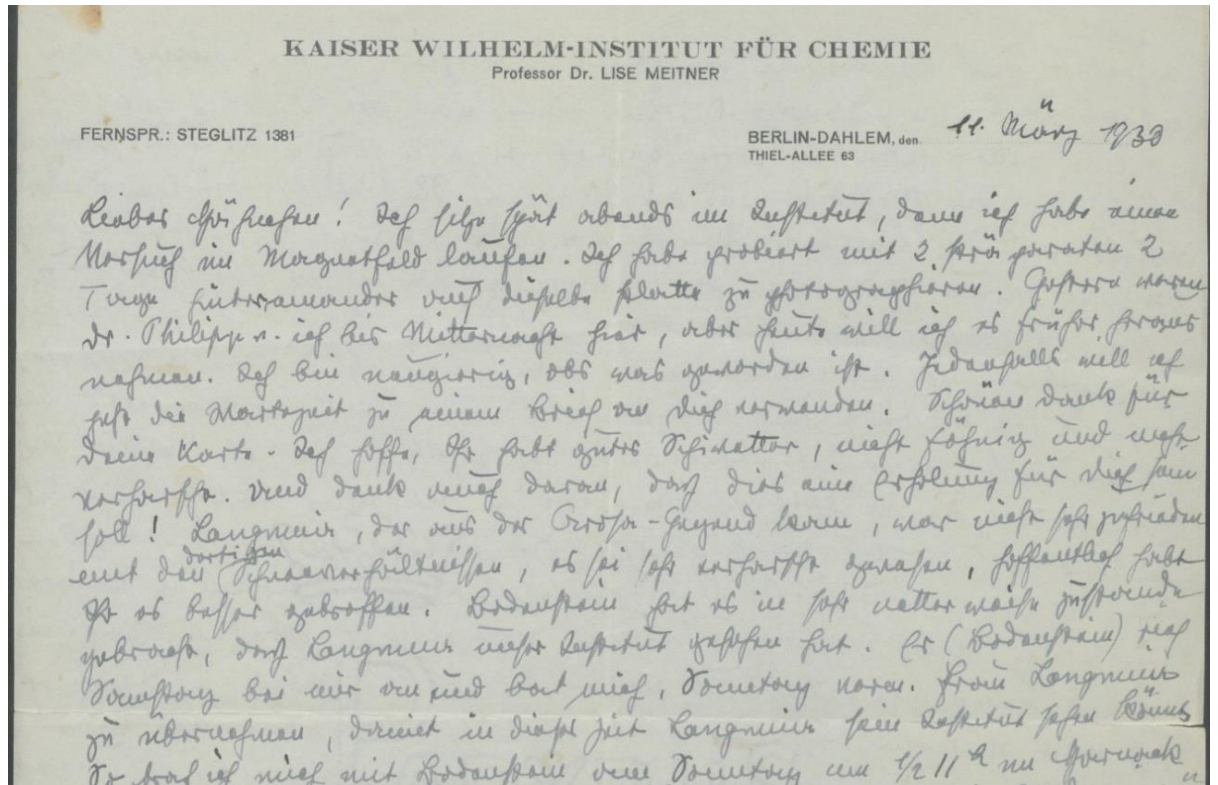 KAISER WILHELM-INSTITUT FÜR CHEMIE
Professor Dr. LISE MEITNER
FERNSPR.: STEGLITZ 1381
BERLIN-DAHLEM, den 11. März 1933
THIEL-ALLEE 63
Liebes Hähnchen! Ich sitze spät abends im Institut, denn ich habe einen
Versuch im Magnetfeld laufen. Ich habe probiert mit 2 Präparaten 2
Tage hintereinander auf dieselbe Platte zu photographieren. Gestern waren
Dr. Philipp u. ich bis Mitternacht hier, aber heute will ich es früher heraus
nehmen. Ich bin neugierig, obs was geworden ist. Jedenfalls will ich
jetzt die Wartezeit zu einem Brief an Dich verwenden. Schönen Dank für
Deine Karte. Ich hoffe, Ihr habt gutes Schiwetter, nicht föhnig und nicht
verharscht. Und denk auch daran, daß dies eine Erholung für Dich sein
soll! Langmuir, der aus der Arosa-Gegend kam, war nicht sehr zufrieden
mit den dortigen Schneeverhältnissen, es sei sehr verharscht gewesen, hoffentlich habt
Ihr es besser getroffen. Bodenstein hat es in sehr netter Weise zustande
gebracht, daß Langmuir unser Institut gesehen hat. Er (Bodenstein) rief
Samstag bei mir an und bat mich, Sonntag vorm. Frau Langmuir
zu übernehmen, damit in dieser Zeit Langmuir sein Institut sehen könnte
So traf ich mich mit Bodenstein am Sonntag um 1/2 11 h im Harnack